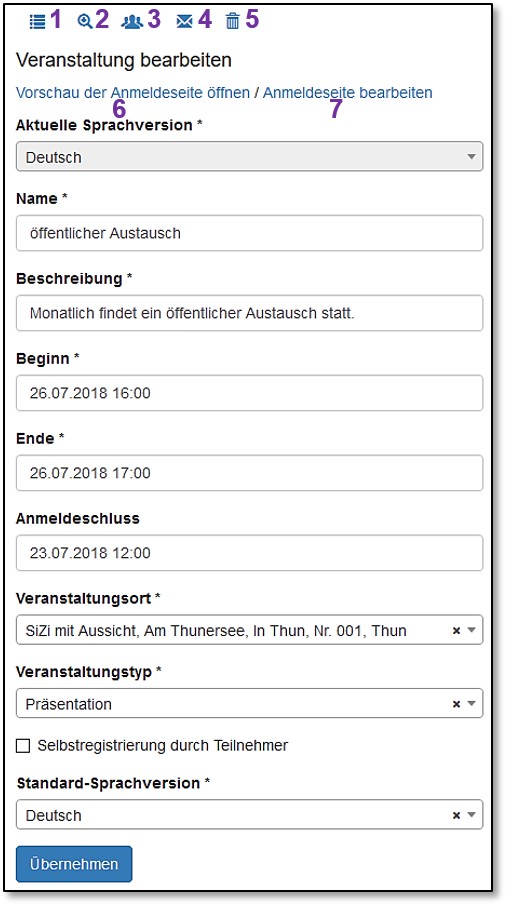 1 2 3 4 5
Veranstaltung bearbeiten
Vorschau der Anmeldeseite öffnen / Anmeldeseite bearbeiten
6 7
Aktuelle Sprachversion *
Deutsch
Name *
öffentlicher Austausch
Beschreibung *
Monatlich findet ein öffentlicher Austausch statt.
Beginn *
26.07.2018 16:00
Ende *
26.07.2018 17:00
Anmeldeschluss
23.07.2018 12:00
Veranstaltungsort *
SiZi mit Aussicht, Am Thunersee, In Thun, Nr. 001, Thun ×
Veranstaltungstyp *
Präsentation ×
Selbstregistrierung durch Teilnehmer
Standard-Sprachversion *
Deutsch ×
Übernehmen